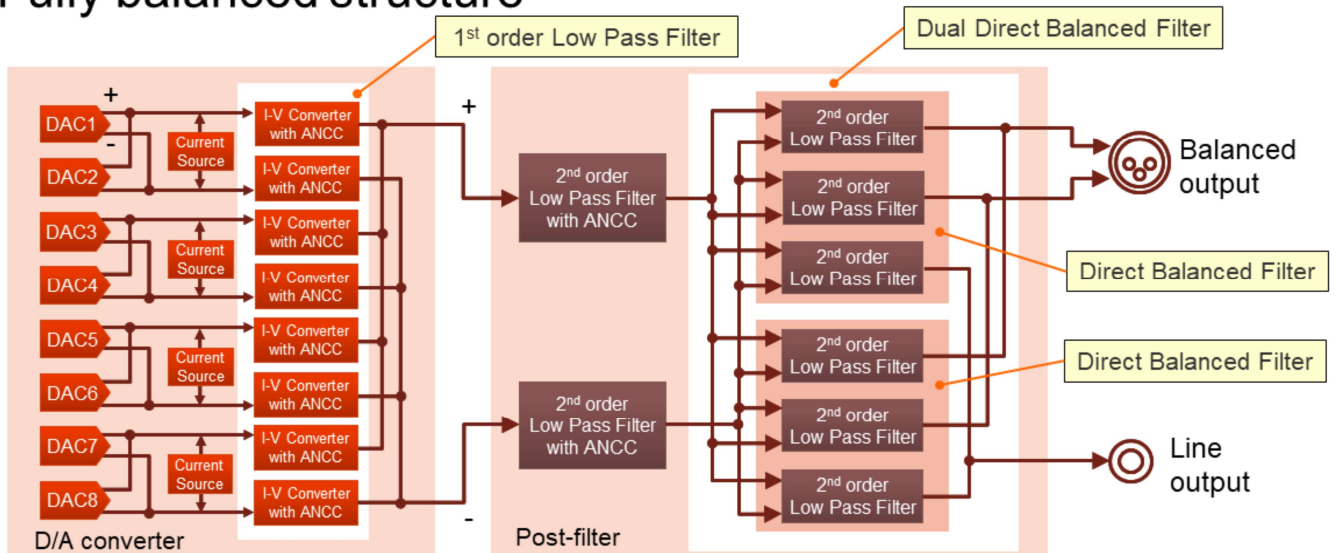 Fully balanced structure
1st order Low Pass Filter
Dual Direct Balanced Filter
+
DAC1
-
DAC2
DAC3
DAC4
DAC5
DAC6
DAC7
DAC8
Current
Source
Current
Source
Current
Source
Current
Source
I-V Converter
with ANCC
I-V Converter
with ANCC
I-V Converter
with ANCC
I-V Converter
with ANCC
I-V Converter
with ANCC
I-V Converter
with ANCC
I-V Converter
with ANCC
I-V Converter
with ANCC
D/A converter
+
-
2nd order
Low Pass Filter
with ANCC
2nd order
Low Pass Filter
with ANCC
Post-filter
2nd order
Low Pass Filter
2nd order
Low Pass Filter
2nd order
Low Pass Filter
2nd order
Low Pass Filter
2nd order
Low Pass Filter
2nd order
Low Pass Filter
Balanced
output
Direct Balanced Filter
Direct Balanced Filter
Line
output